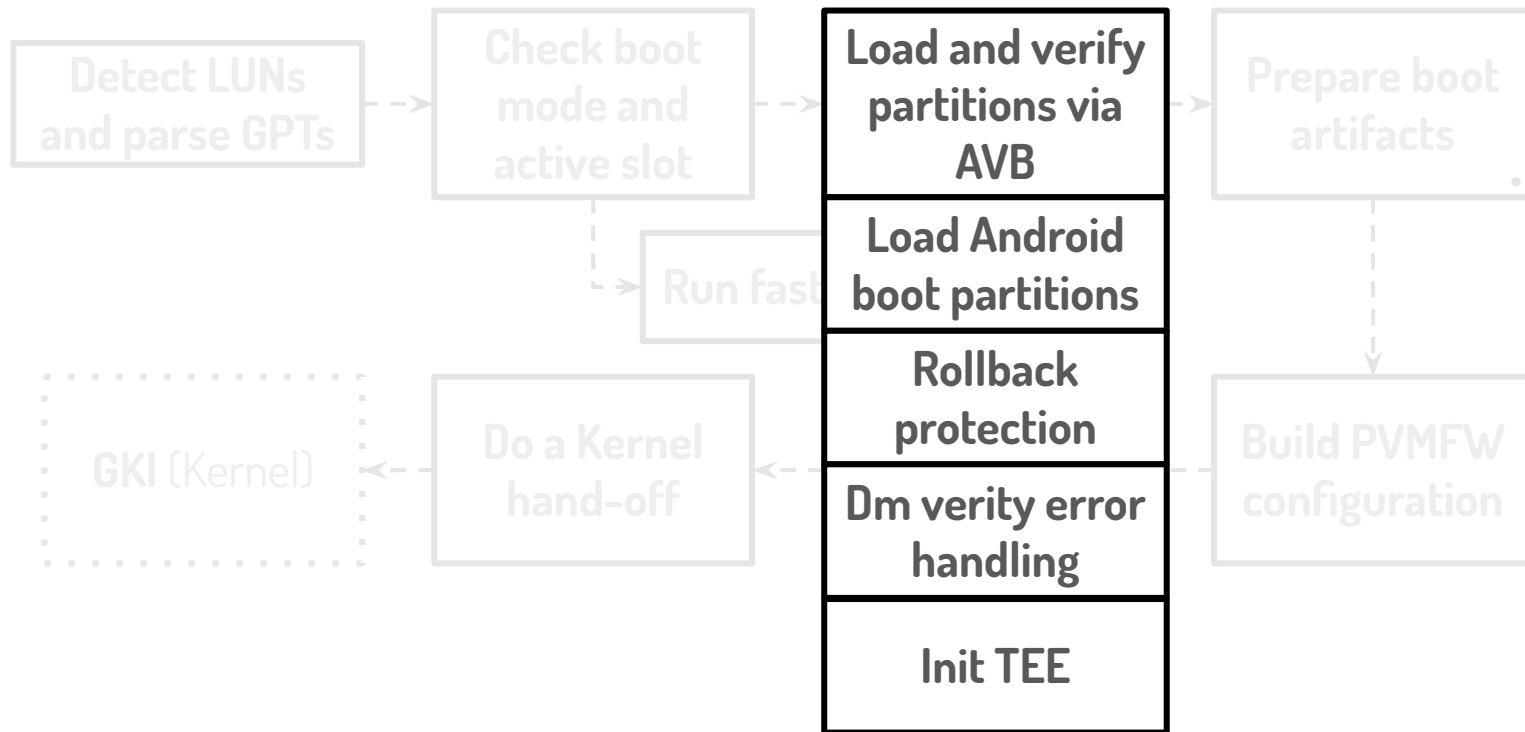 Detect LUNs
and parse GPTs
Check boot
mode and
active slot
Load and verify
partitions via
AVB
Prepare boot
artifacts
.
Run fast
Load Android
boot partitions
Rollback
protection
GKI (Kernel)
Do a Kernel
hand-off
Dm verity error
handling
Build PVMFW
configuration
Init TEE